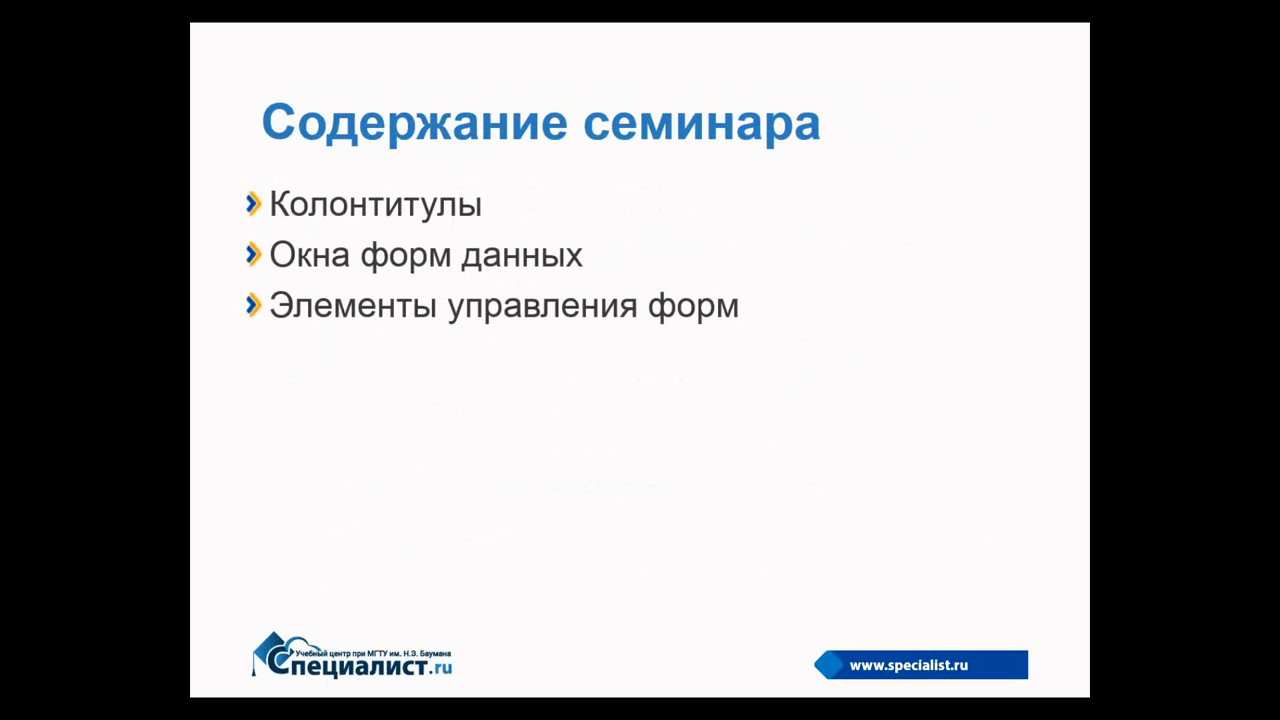 Содержание семинара
Колонтитулы
Окна форм данных
Элементы управления форм
Учебный центр при МГТУ им. Н.Э. Баумана
Специалист.ru
www.specialist.ru